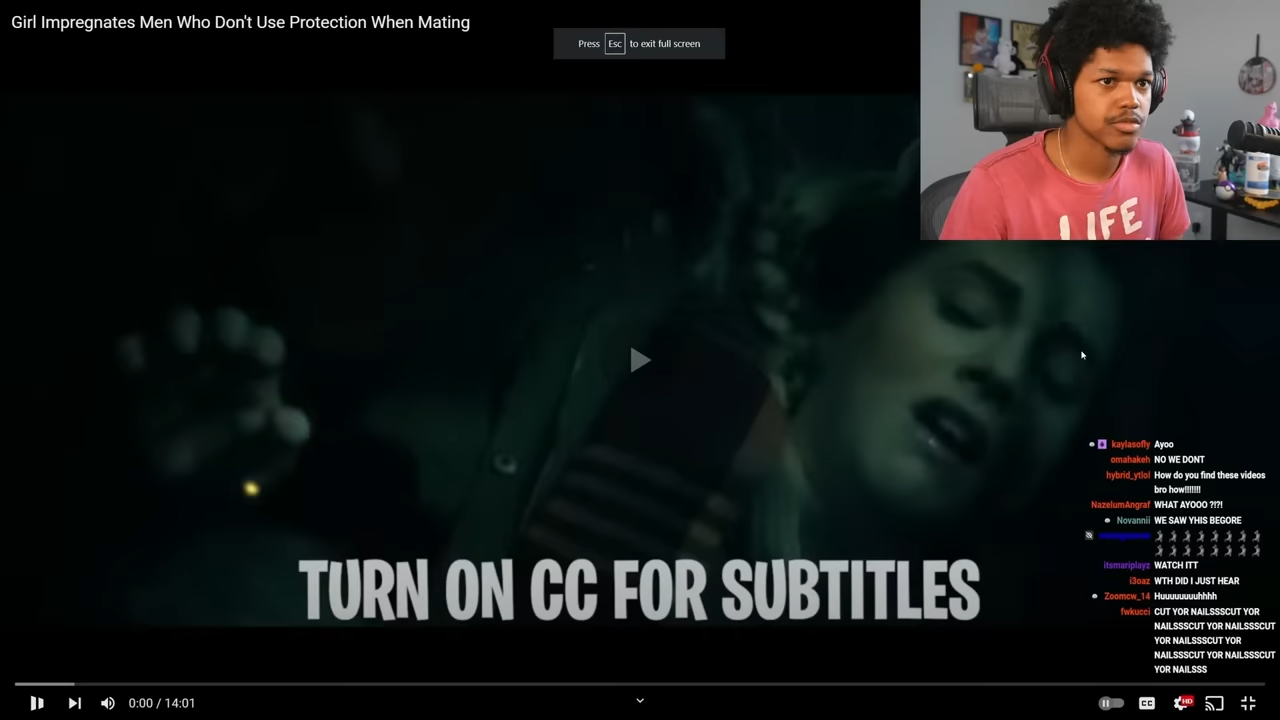 Girl Impregnates Men Who Don't Use Protection When Mating
Press Esc to exit full screen
LIFE
kaylasofly Ayoo
omahakeh NO WE DONT
hybrid_ytlol How do you find these videos
bro how!!!!!!!
NazelumAngraf WHAT AYOOO ?!?!
Novannii WE SAW YHIS BEGORE
itsmariplayz WATCH ITT
i3oaz WTH DID I JUST HEAR
Zoomcw_14 Huuuuuuuuhhhh
fwkucci CUT YOR NAILSSSCUT YOR
NAILSSSCUT YOR NAILSSSCUT
YOR NAILSSSCUT YOR
NAILSSSCUT YOR NAILSSSCUT
YOR NAILSSS
TURN ON CC FOR SUBTITLES
0:00 / 14:01
CC
HD